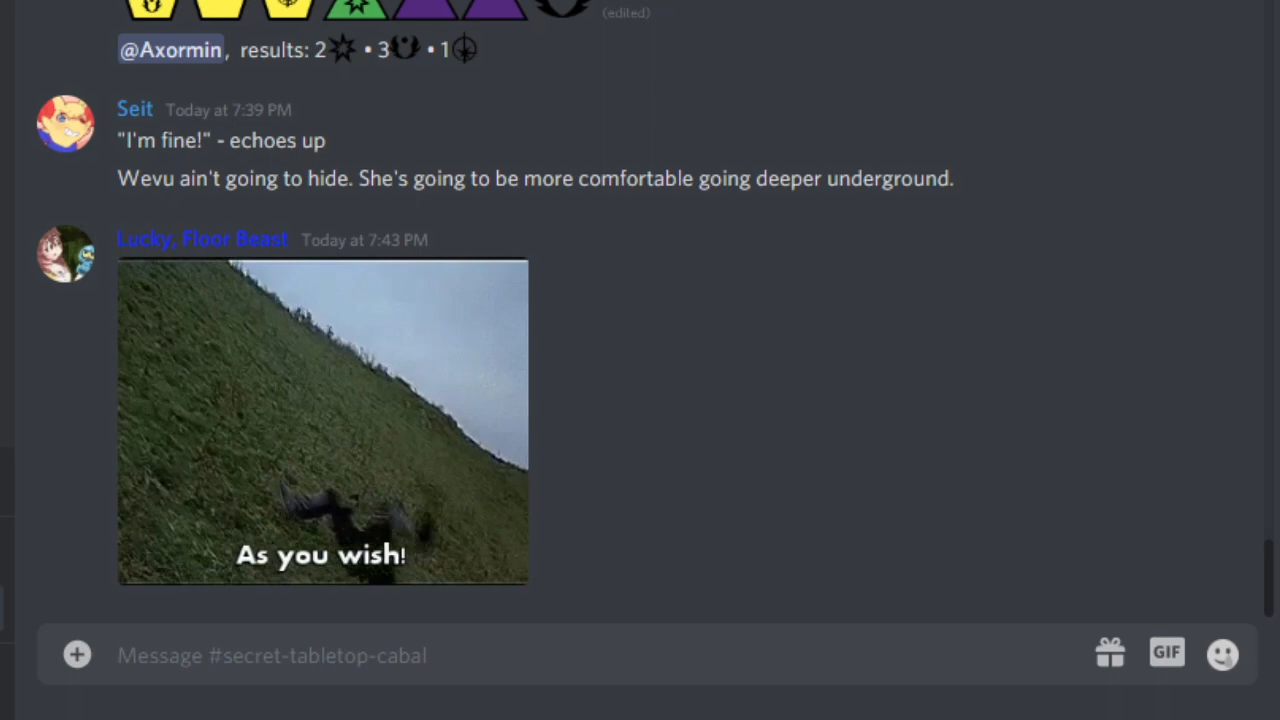 (edited)
@Axormin, results: 2 • 3 • 1
Seit Today at 7:39 PM
"I'm fine!" - echoes up
Wevu ain't going to hide. She's going to be more comfortable going deeper underground.
Lucky, Floor Beast Today at 7:43 PM
As you wish!
Message #secret-tabletop-cabal
GIF